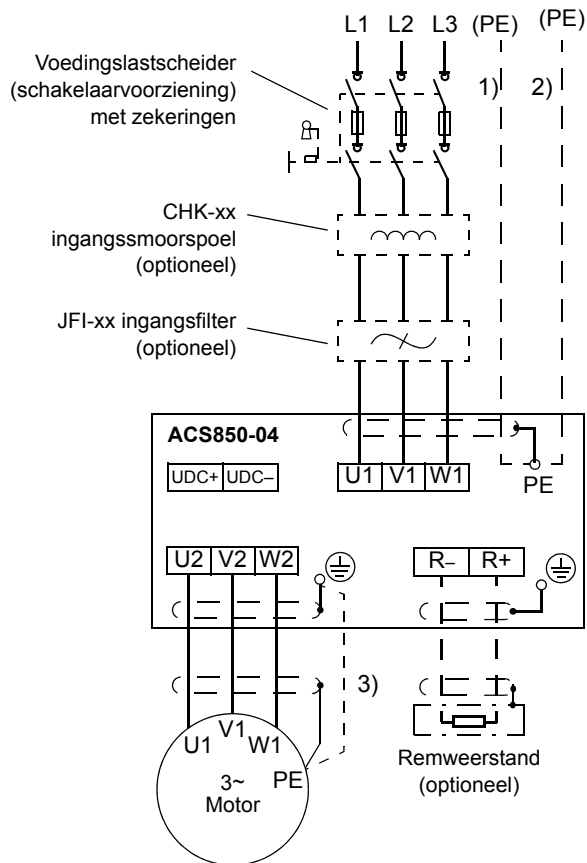 L1 L2 L3 (PE) (PE)
Voedingslastscheider
(schakelaarvoorziening)
met zekeringen
1) 2)
CHK-xx
ingangssmoorspoel
(optioneel)
JFI-xx ingangsfilter
(optioneel)
ACS850-04
UDC+ UDC–
U1 V1 W1
PE
U2 V2 W2
R– R+
3)
U1 V1 W1
PE
3~
Motor
Remweerstand
(optioneel)